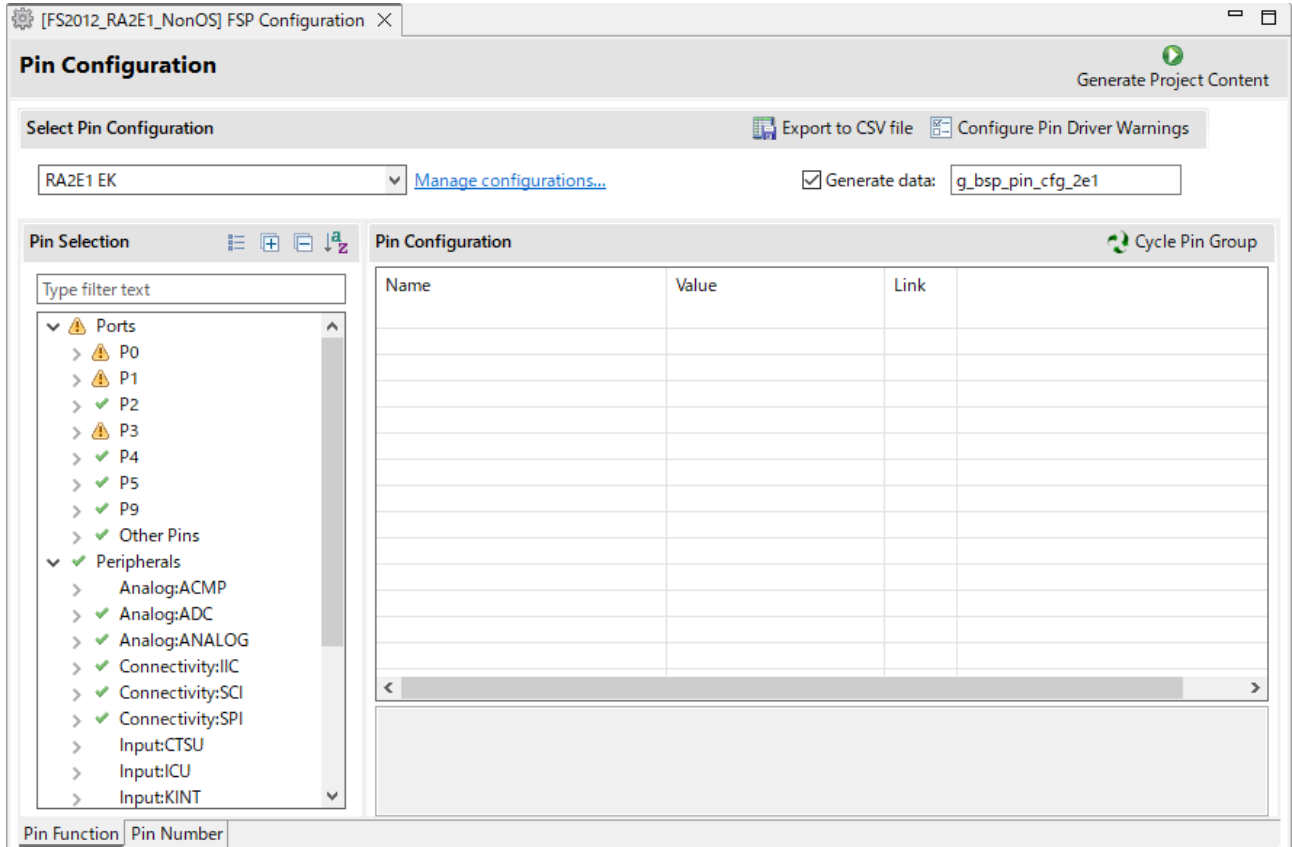 [FS2012_RA2E1_NonOS] FSP Configuration
Pin Configuration
Generate Project Content
Select Pin Configuration
Export to CSV file
Configure Pin Driver Warnings
RA2E1 EK
Manage configurations...
Generate data:
g_bsp_pin_cfg_2e1
Pin Selection
Pin Configuration
Cycle Pin Group
Type filter text
Ports
P0
P1
P2
P3
P4
P5
P9
Other Pins
Peripherals
Analog:ACMP
Analog:ADC
Analog:ANALOG
Connectivity:IIC
Connectivity:SCI
Connectivity:SPI
Input:CTSU
Input:ICU
Input:KINT
Name
Value
Link
Pin Function
Pin Number